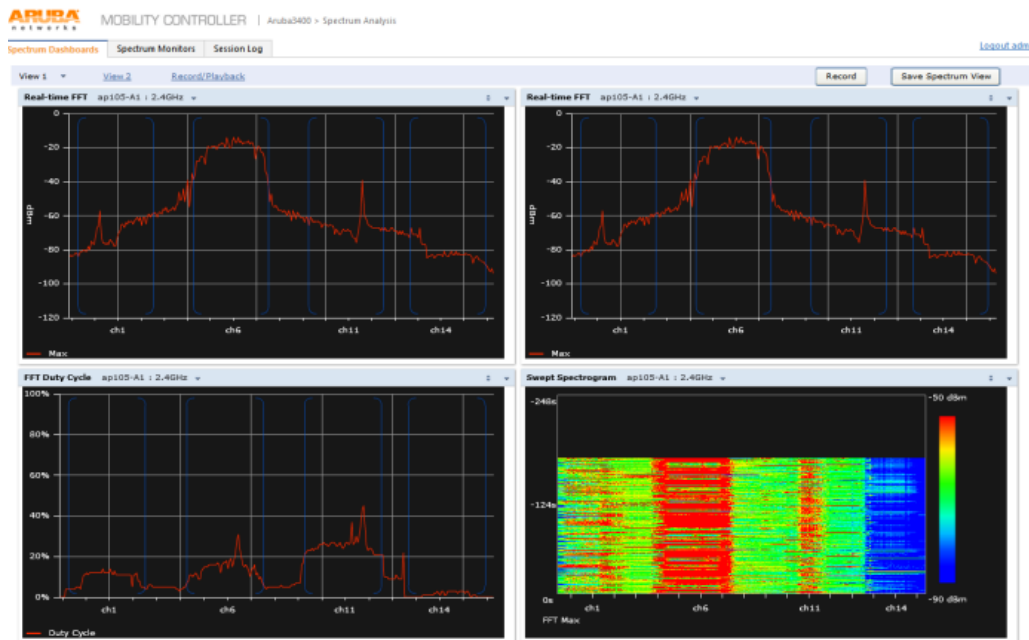 ARUBA networks
MOBILITY CONTROLLER | Aruba3400 > Spectrum Analysis
Spectrum Dashboards Spectrum Monitors Session Log
Logout adm
View 1 View 2 Record/Playback Record Save Spectrum View
Real-time FFT ap105-A1 : 2.4GHz
0
-20
-40
-60
-80
-100
-120
dBm
ch1 ch6 ch11 ch14
Max
Real-time FFT ap105-A1 : 2.4GHz
0
-20
-40
-60
-80
-100
-120
dBm
ch1 ch6 ch11 ch14
Max
FFT Duty Cycle ap105-A1 : 2.4GHz
100%
80%
60%
40%
20%
0%
ch1 ch6 ch11 ch14
Duty Cycle
Swept Spectrogram ap105-A1 : 2.4GHz
-248s
-124s
0s
-50 dBm
-90 dBm
ch1 ch6 ch11 ch14
FFT Max